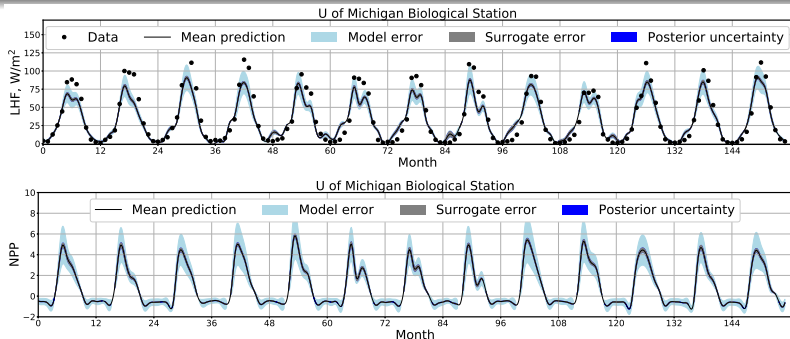 U of Michigan Biological Station
Data Mean prediction Model error Surrogate error Posterior uncertainty
LHF, W/m²
150
125
100
75
50
25
0
0 12 24 36 48 60 72 84 96 108 120 132 144
Month
U of Michigan Biological Station
Mean prediction Model error Surrogate error Posterior uncertainty
NPP
10
8
6
4
2
0
−2
0 12 24 36 48 60 72 84 96 108 120 132 144
Month